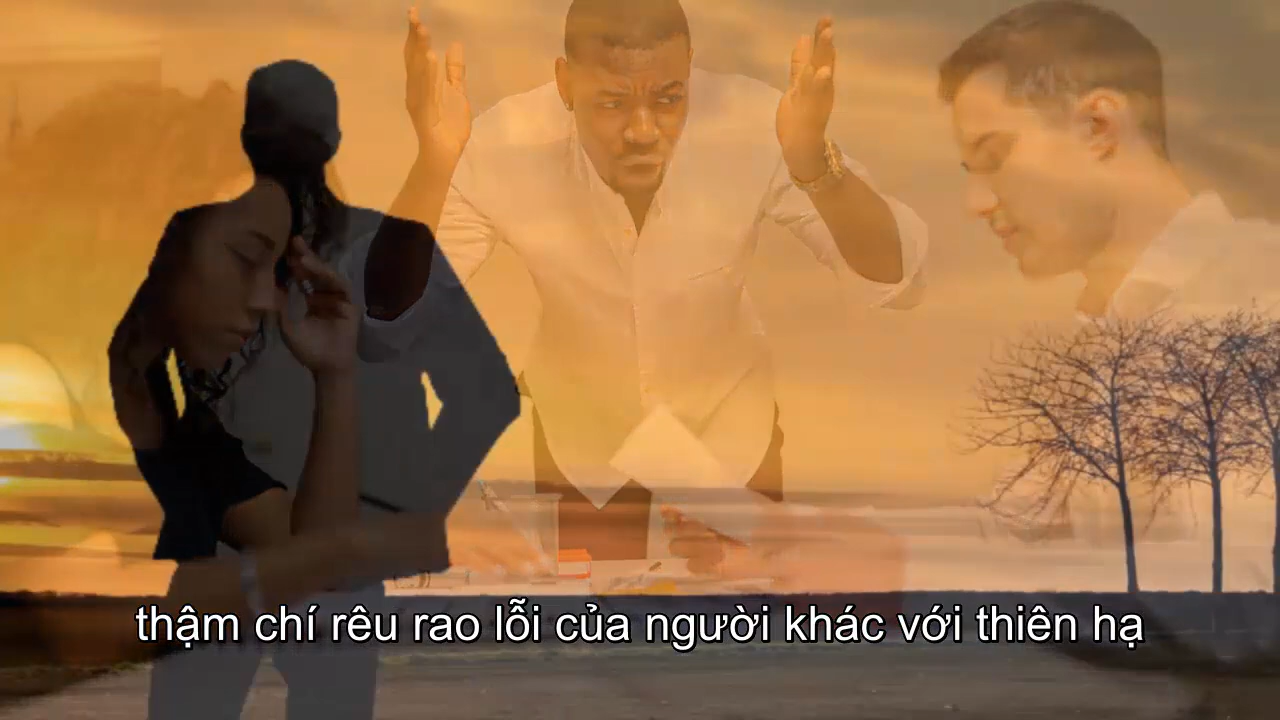 thậm chí rêu rao lỗi của người khác với thiên hạ